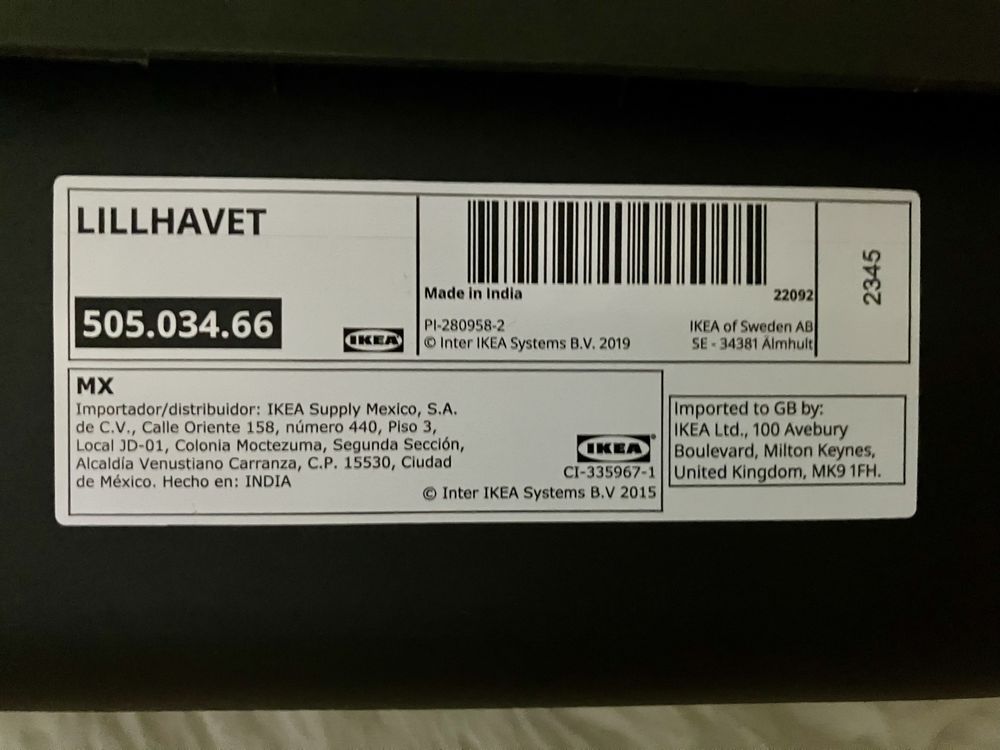 LILLHAVET
505.034.66
IKEA
Made in India
22092
PI-280958-2
© Inter IKEA Systems B.V. 2019
IKEA of Sweden AB
SE - 34381 Älmhult
2345
MX
Importador/distribuidor: IKEA Supply Mexico, S.A.
de C.V., Calle Oriente 158, número 440, Piso 3,
Local JD-01, Colonia Moctezuma, Segunda Sección,
Alcaldía Venustiano Carranza, C.P. 15530, Ciudad
de México. Hecho en: INDIA
IKEA®
CI-335967-1
© Inter IKEA Systems B.V 2015
Imported to GB by:
IKEA Ltd., 100 Avebury
Boulevard, Milton Keynes,
United Kingdom, MK9 1FH.